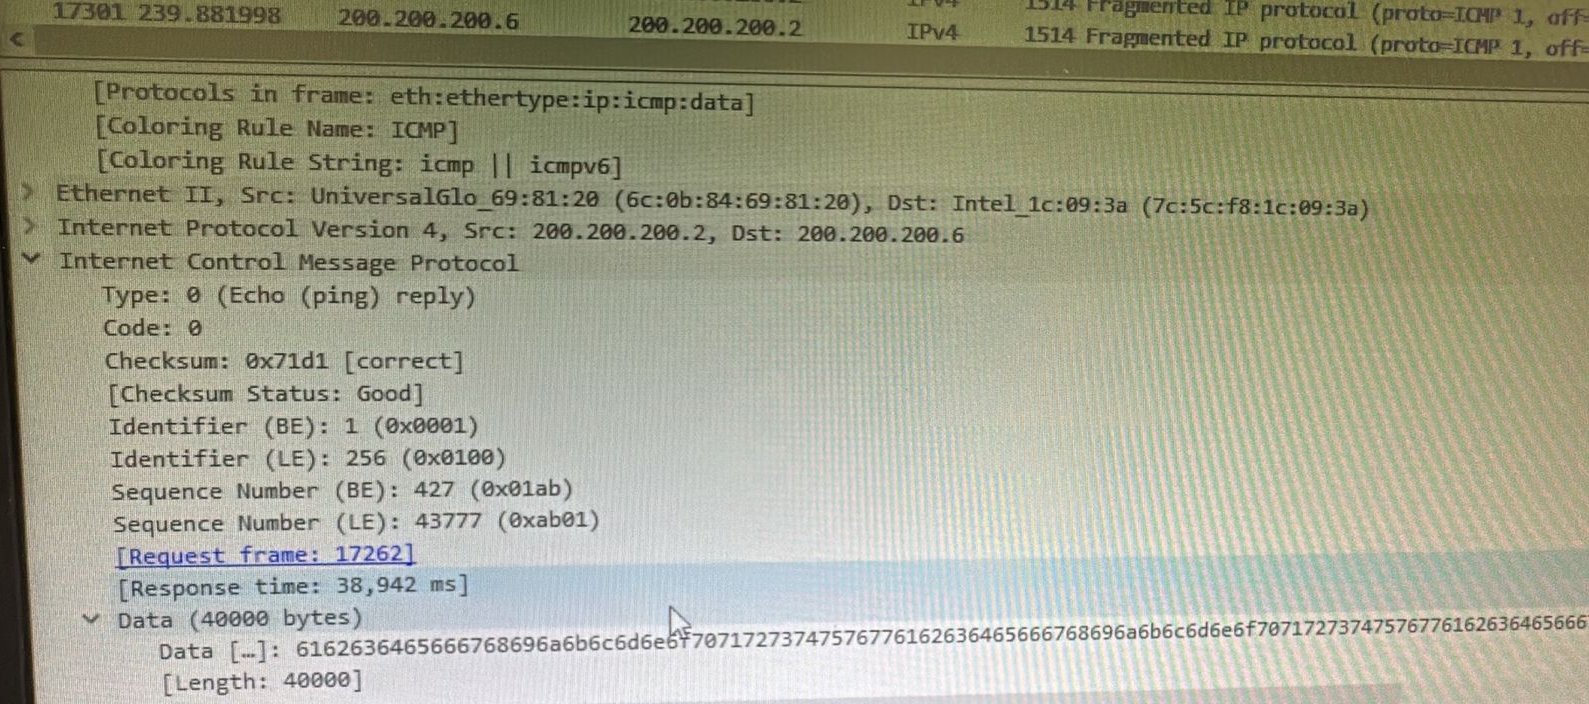 17301 239.881998 200.200.200.6 200.200.200.2 IPv4 1514 Fragmented IP protocol (proto=ICMP 1, off=
IPv4 1514 Fragmented IP protocol (proto=ICMP 1, off=
[Protocols in frame: eth:ethertype:ip:icmp:data]
[Coloring Rule Name: ICMP]
[Coloring Rule String: icmp || icmpv6]
Ethernet II, Src: UniversalGlo_69:81:20 (6c:0b:84:69:81:20), Dst: Intel_1c:09:3a (7c:5c:f8:1c:09:3a)
Internet Protocol Version 4, Src: 200.200.200.2, Dst: 200.200.200.6
Internet Control Message Protocol
Type: 0 (Echo (ping) reply)
Code: 0
Checksum: 0x71d1 [correct]
[Checksum Status: Good]
Identifier (BE): 1 (0x0001)
Identifier (LE): 256 (0x0100)
Sequence Number (BE): 427 (0x01ab)
Sequence Number (LE): 43777 (0xab01)
[Request frame: 17262]
[Response time: 38,942 ms]
Data (40000 bytes)
Data […]: 6162636465666768696a6b6c6d6e6f70717273747576776162636465666768696a6b6c6d6e6f70717273747576776162636465666
[Length: 40000]